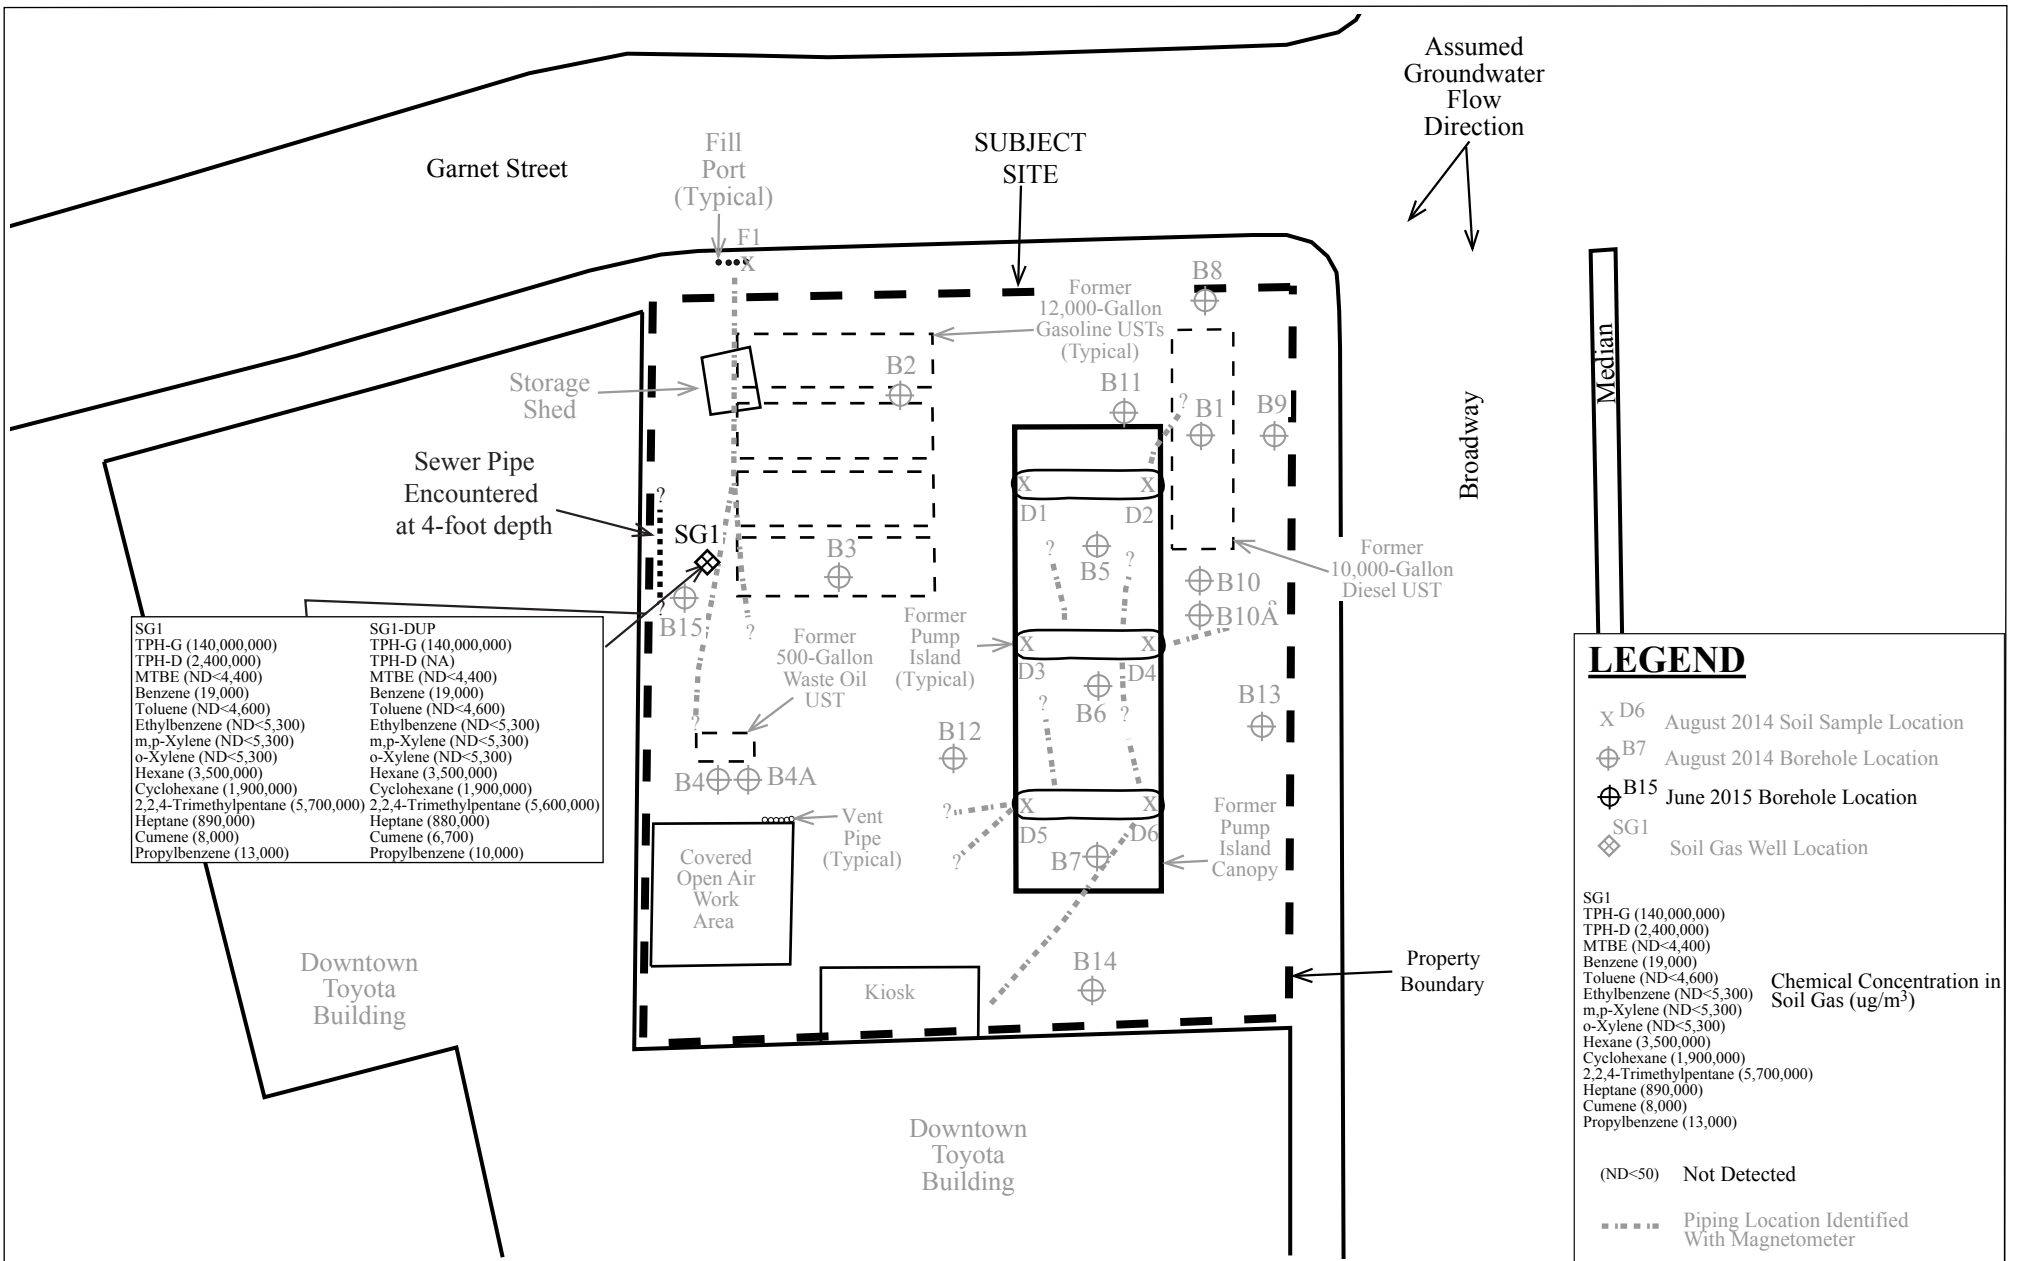 Assumed
Groundwater
Flow
Direction
Garnet Street
Fill
Port
(Typical)
F1
X
SUBJECT
SITE
Former
12,000-Gallon
Gasoline USTs
(Typical)
B8
Median
Broadway
Storage
Shed
B2
B11
?
B1
B9
Sewer Pipe
Encountered
at 4-foot depth
?
X
X
D1
D2
SG1
B3
?
B5
?
Former
10,000-Gallon
Diesel UST
B10
B10A
?
?
B15
?
Former
500-Gallon
Waste Oil
UST
Former
Pump
Island
(Typical)
X
X
D3
D4
SG1 SG1-DUP
TPH-G (140,000,000) TPH-G (140,000,000)
TPH-D (2,400,000) TPH-D (NA)
MTBE (ND<4,400) MTBE (ND<4,400)
Benzene (19,000) Benzene (19,000)
Toluene (ND<4,600) Toluene (ND<4,600)
Ethylbenzene (ND<5,300) Ethylbenzene (ND<5,300)
m,p-Xylene (ND<5,300) m,p-Xylene (ND<5,300)
o-Xylene (ND<5,300) o-Xylene (ND<5,300)
Hexane (3,500,000) Hexane (3,500,000)
Cyclohexane (1,900,000) Cyclohexane (1,900,000)
2,2,4-Trimethylpentane (5,700,000) 2,2,4-Trimethylpentane (5,600,000)
Heptane (890,000) Heptane (880,000)
Cumene (8,000) Cumene (6,700)
Propylbenzene (13,000) Propylbenzene (10,000)
?
?
B6
?
B13
B12
B4
B4A
Vent
Pipe
(Typical)
?
?
X
X
D5
D6
B7
Former
Pump
Island
Canopy
Covered
Open Air
Work
Area
Kiosk
B14
Property
Boundary
Downtown
Toyota
Building
Downtown
Toyota
Building
LEGEND
X D6 August 2014 Soil Sample Location
B7 August 2014 Borehole Location
B15 June 2015 Borehole Location
SG1 Soil Gas Well Location
SG1
TPH-G (140,000,000)
TPH-D (2,400,000)
MTBE (ND<4,400)
Benzene (19,000)
Toluene (ND<4,600)
Ethylbenzene (ND<5,300)
m,p-Xylene (ND<5,300)
o-Xylene (ND<5,300)
Hexane (3,500,000)
Cyclohexane (1,900,000)
2,2,4-Trimethylpentane (5,700,000)
Heptane (890,000)
Cumene (8,000)
Propylbenzene (13,000)
Chemical Concentration in
Soil Gas (ug/m³)
(ND<50) Not Detected
Piping Location Identified
With Magnetometer